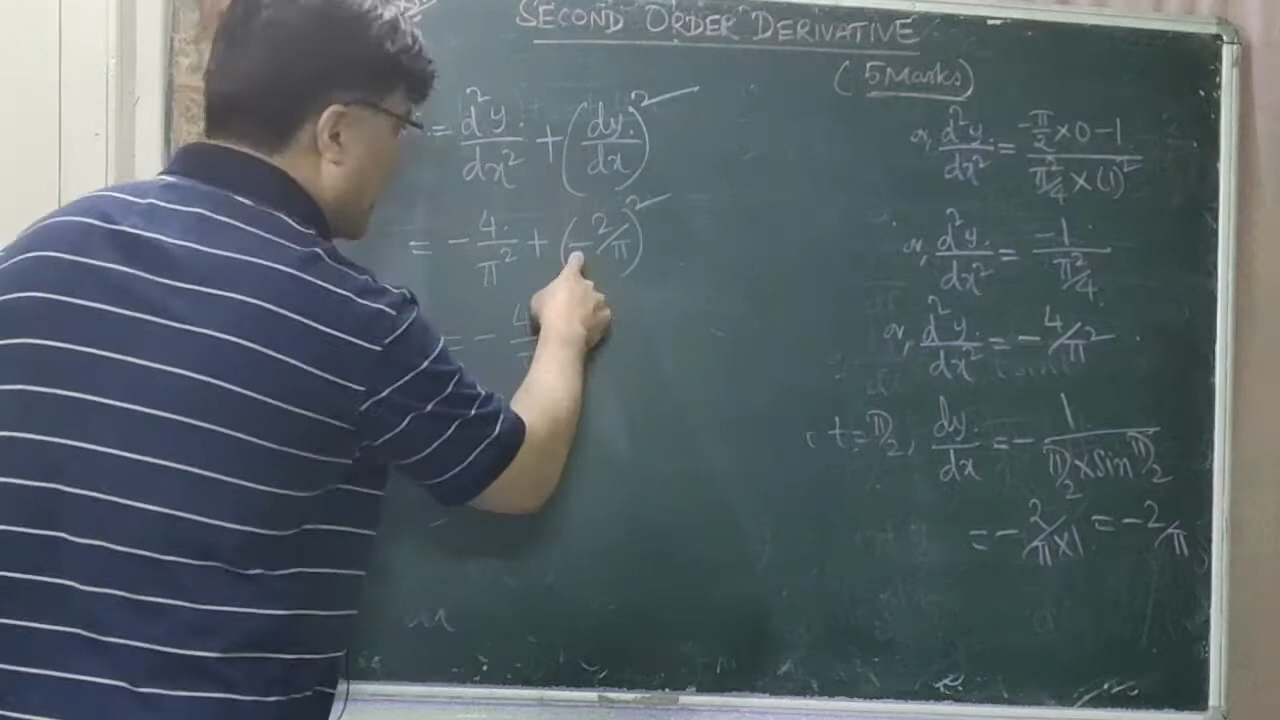 SECOND ORDER DERIVATIVE
(5 Marks)
= d²y/dx² + (dy/dx)²
= - 4/π² + (- 2/π)²
= - 4
or, d²y/dx² = (-π/2 × 0 - 1)/(π²/4 × (1)²)
or, d²y/dx² = -1/(π²/4)
or, d²y/dx² = - 4/π²
t = π/2, dy/dx = - 1/(π/2 × sin π/2)
= - 2/(π × 1) = - 2/π